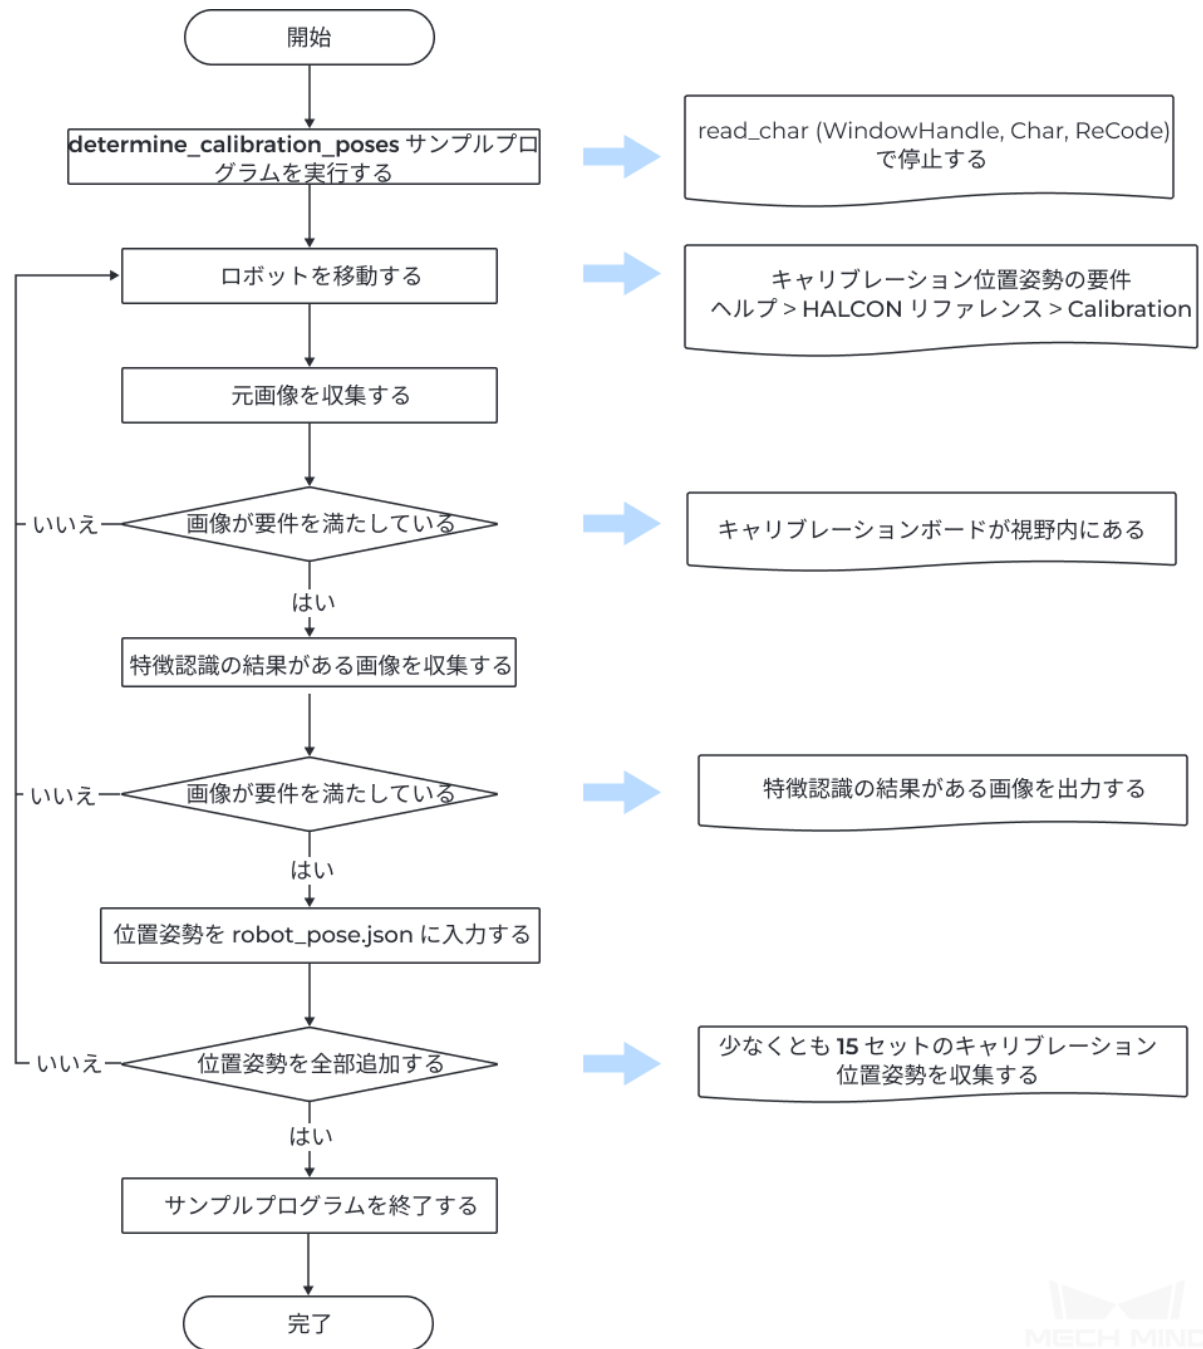 開始
determine_calibration_poses サンプルプロ
グラムを実行する
read_char (WindowHandle, Char, ReCode)
で停止する
ロボットを移動する
キャリブレーション位置姿勢の要件
ヘルプ > HALCON リファレンス > Calibration
元画像を収集する
いいえ
画像が要件を満たしている
キャリブレーションボードが視野内にある
はい
特徴認識の結果がある画像を収集する
いいえ
画像が要件を満たしている
特徴認識の結果がある画像を出力する
はい
位置姿勢を robot_pose.json に入力する
いいえ
位置姿勢を全部追加する
少なくとも 15 セットのキャリブレーション
位置姿勢を収集する
はい
サンプルプログラムを終了する
完了
MECH MIND